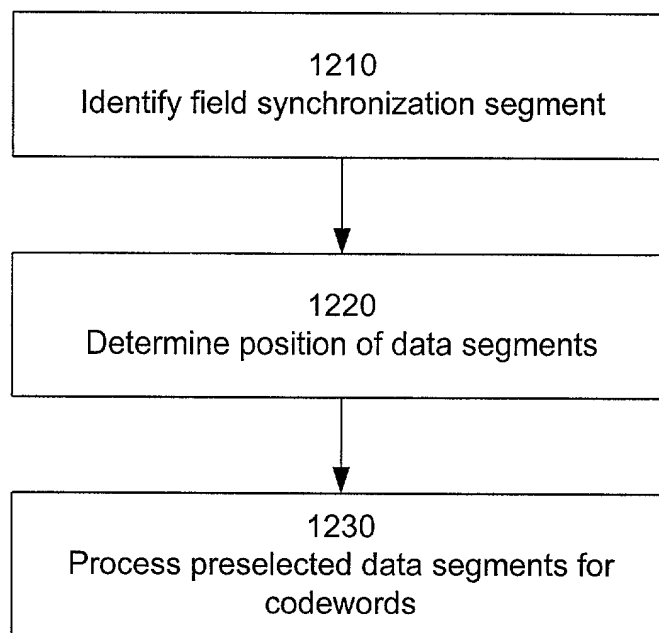 1210
Identify field synchronization segment
1220
Determine position of data segments
1230
Process preselected data segments for
codewords